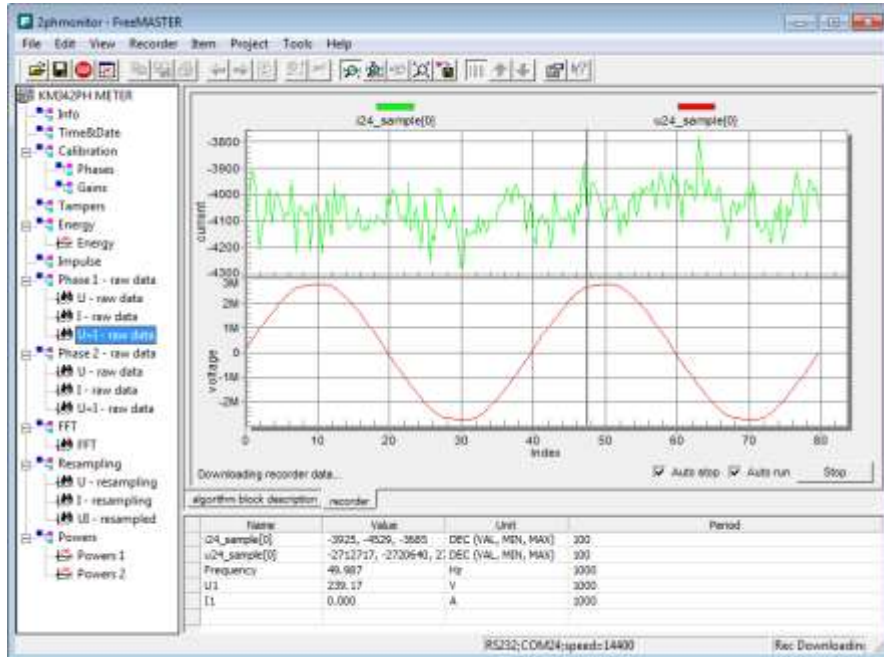 2phmonitor - FreeMASTER
File Edit View Recorder Item Project Tools Help
KM342PH METER
Info
Time&Date
Calibration
Phases
Gains
Tampers
Energy
Energy
Impulse
Phase 1 - raw data
U - raw data
I - raw data
U+I - raw data
Phase 2 - raw data
U - raw data
I - raw data
U+I - raw data
FFT
FFT
Resampling
U - resampling
I - resampling
UI - resampled
Powers
Powers 1
Powers 2
i24_sample[0] u24_sample[0]
-3800
-3900
-4000
-4100
-4200
-4300
current
3M
2M
1M
0
-1M
-2M
voltage
0 10 20 30 40 50 60 70 80
Index
Downloading recorder data... Auto stop Auto run Stop
algorithm block description recorder
Name Value Unit Period
i24_sample[0] -3925, -4529, -3585 DEC (VAL, MIN, MAX) 100
u24_sample[0] -2712717, -2720640, DEC (VAL, MIN, MAX) 100
Frequency 49.987 Hz 1000
U1 239.17 V 1000
I1 0.000 A 1000
RS232;COM24;speed=14400 Rec Downloading